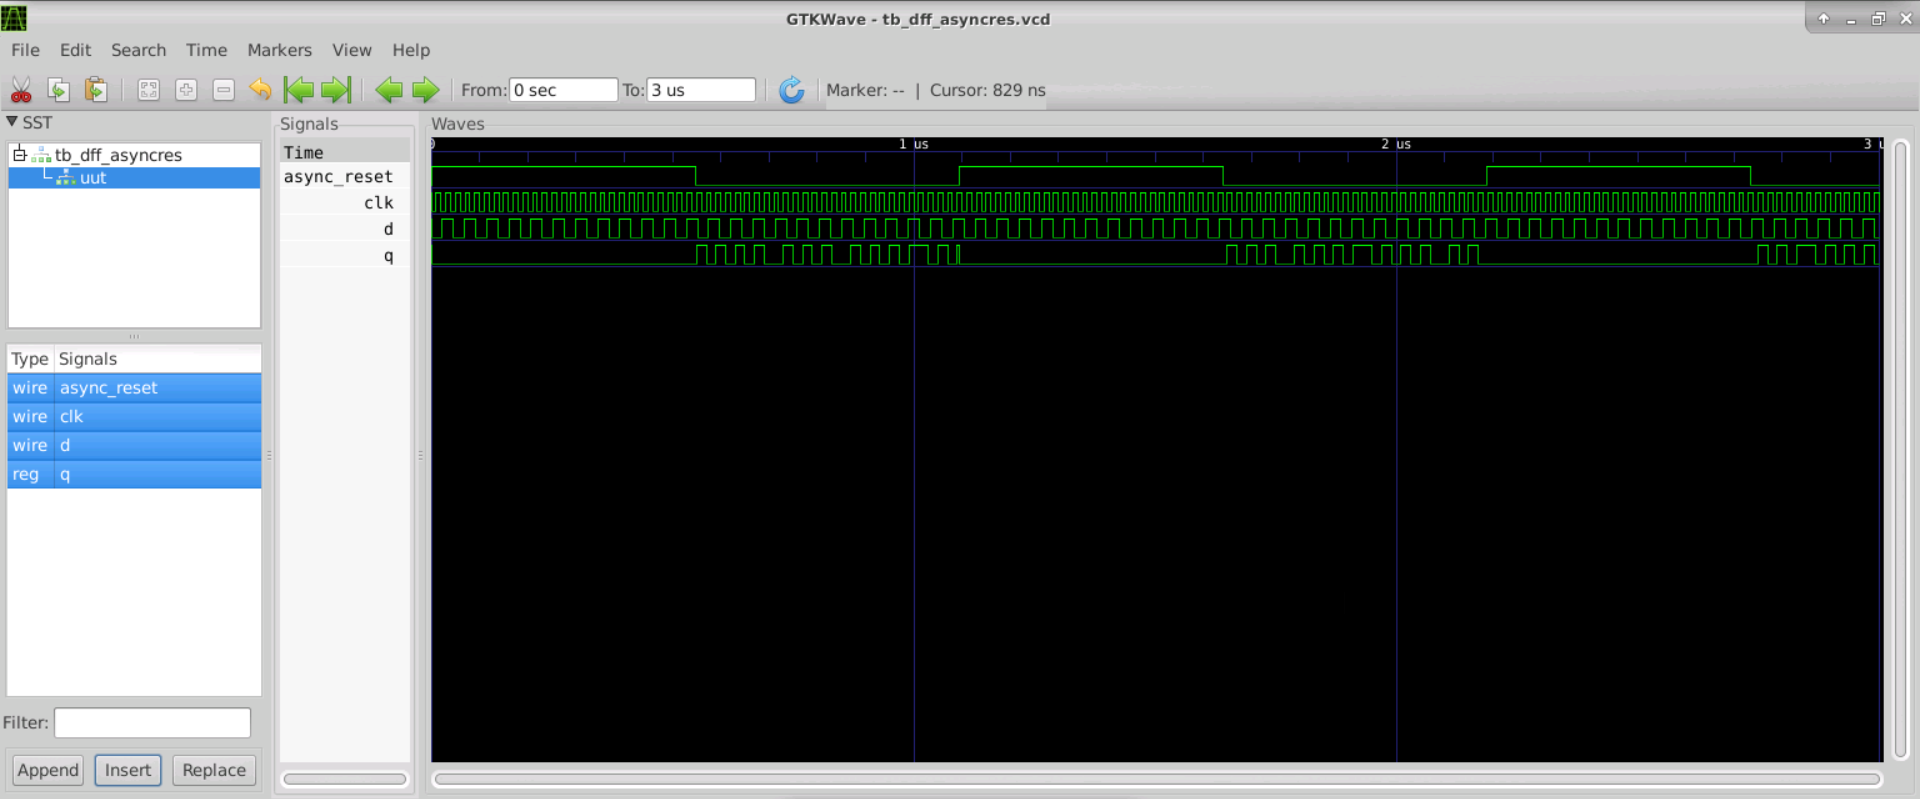 GTKWave - tb_dff_asyncres.vcd
File Edit Search Time Markers View Help
From: 0 sec To: 3 us Marker: -- | Cursor: 829 ns
SST
tb_dff_asyncres
uut
Type Signals
wire async_reset
wire clk
wire d
reg q
Filter:
Append Insert Replace
Signals
Time
async_reset
clk
d
q
Waves
0 1 us 2 us 3 u